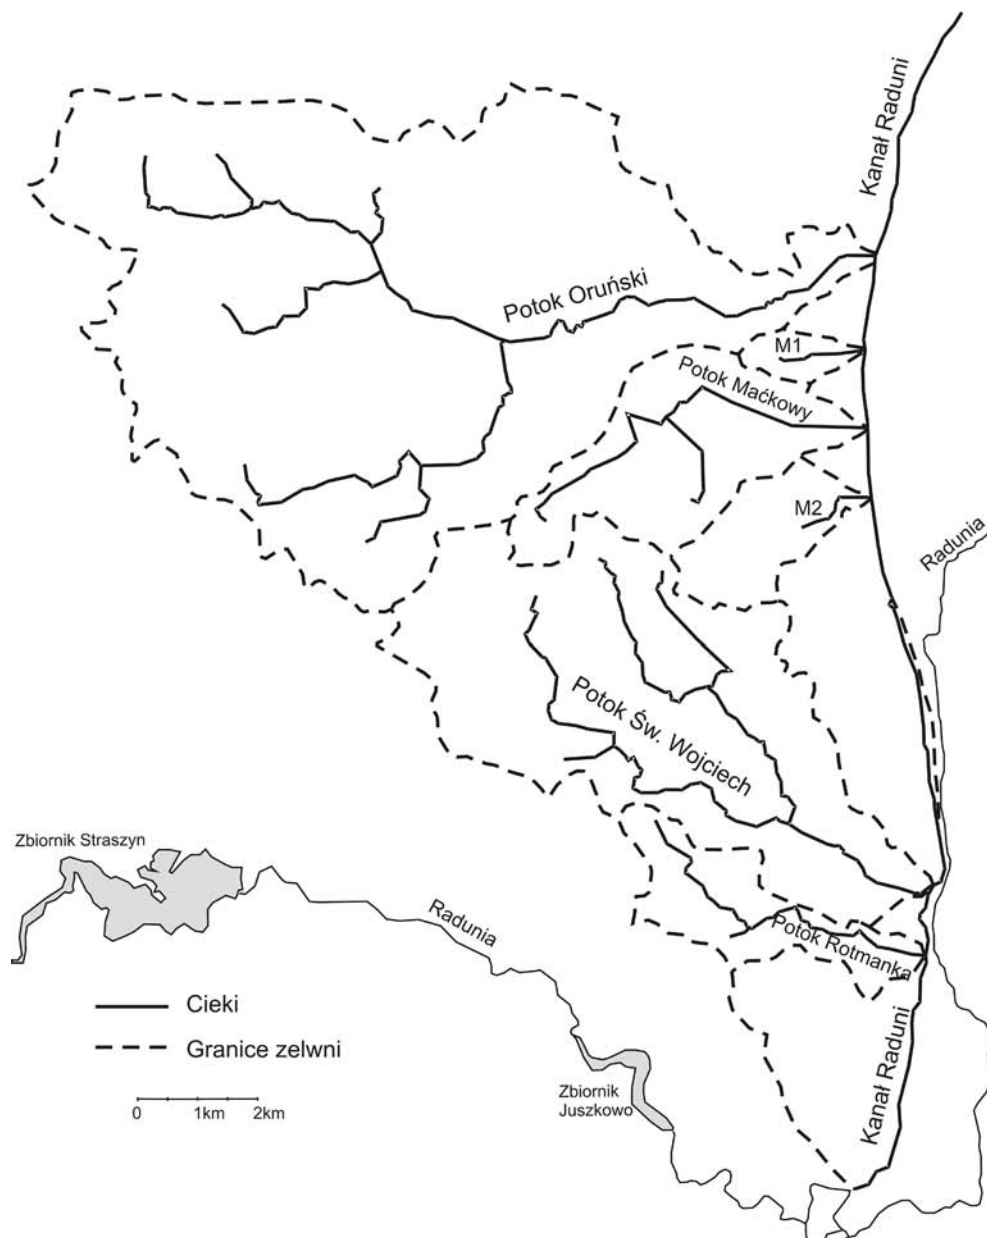 Kanał Raduni
Potok Oruński
M1
Potok Maćkowy
M2
Radunia
Potok Św. Wojciech
Zbiornik Straszyn
Radunia
Potok Rotmanka
Cieki
Granice zelwni
Kanał Raduni
Zbiornik
Juszkowo
0 1km 2km